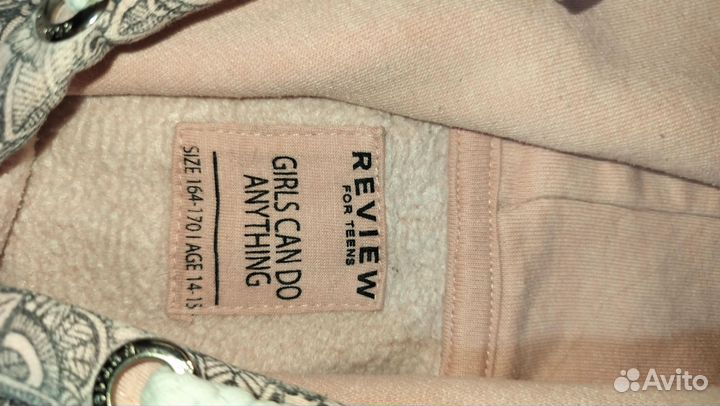 REVIEW
FOR TEENS
GIRLS CAN DO
ANYTHING
SIZE 164-170 | AGE 14-15
Avito